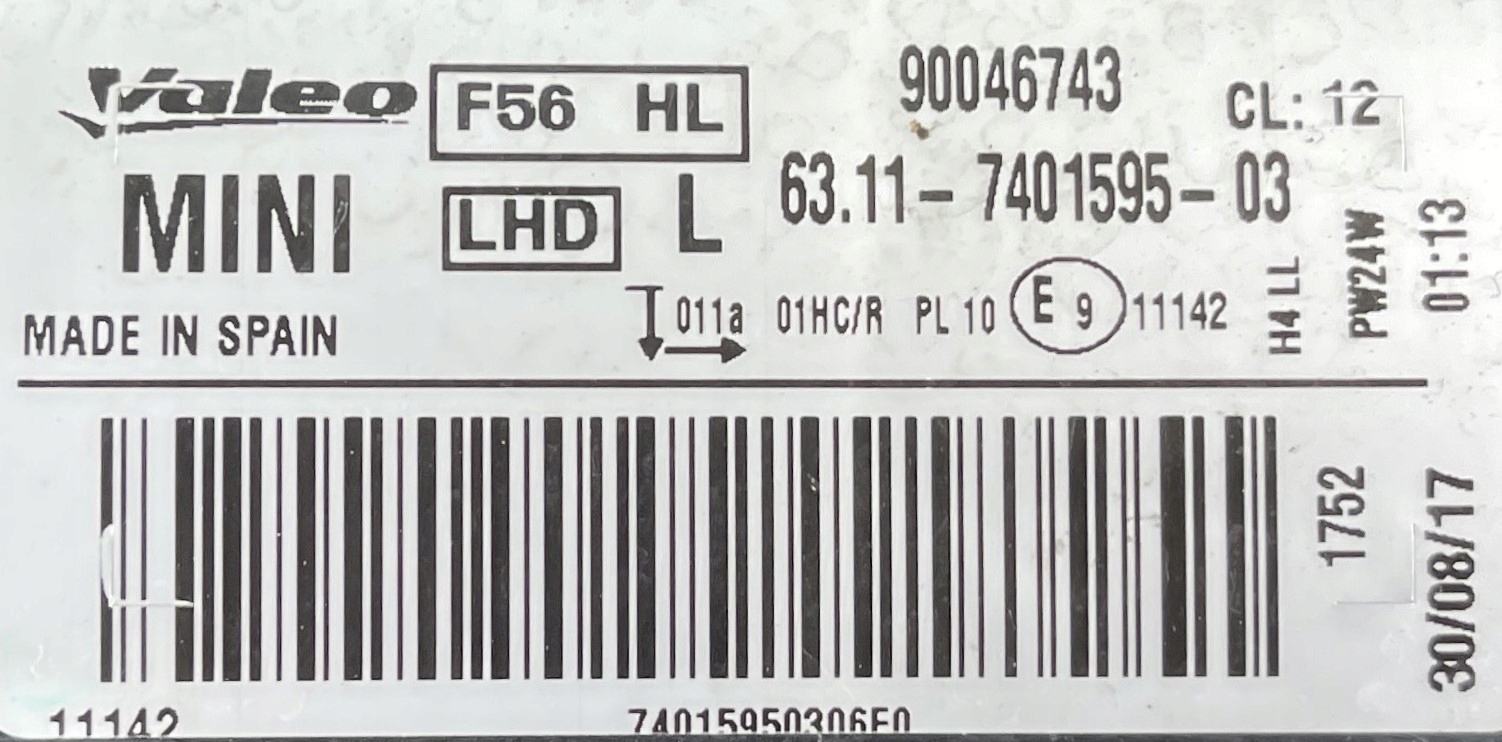 Valeo F56 HL 90046743 CL: 12
MINI LHD L 63.11- 7401595- 03
MADE IN SPAIN 011a 01HC/R PL 10 E 9 11142
H4 LL
PW24W
01:13
1752
30/08/17
11142 74015950306E0